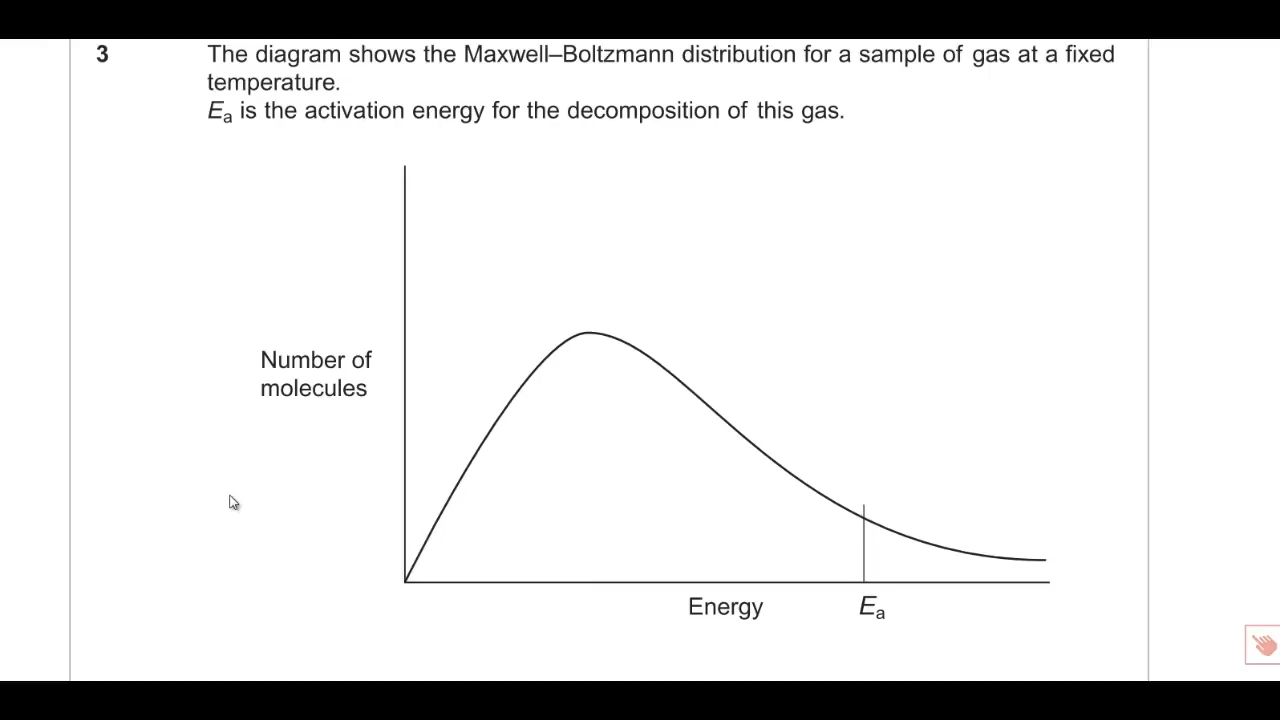 3 The diagram shows the Maxwell–Boltzmann distribution for a sample of gas at a fixed
temperature.
Ea is the activation energy for the decomposition of this gas.
Number of
molecules
Energy Ea